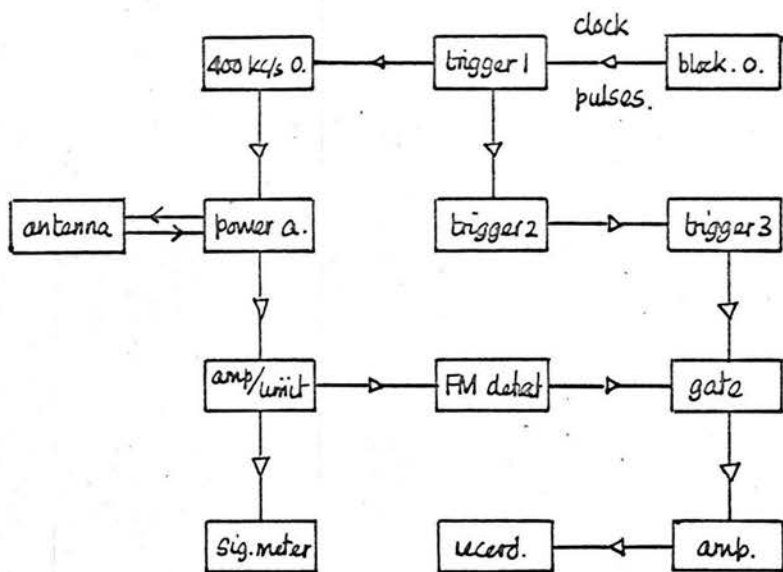 clock
400 kc/s O.
trigger 1
block. O.
pulses.
antenna
power a.
trigger 2
trigger 3
amp/limit
FM detect
gate
sig. meter
record.
amp.